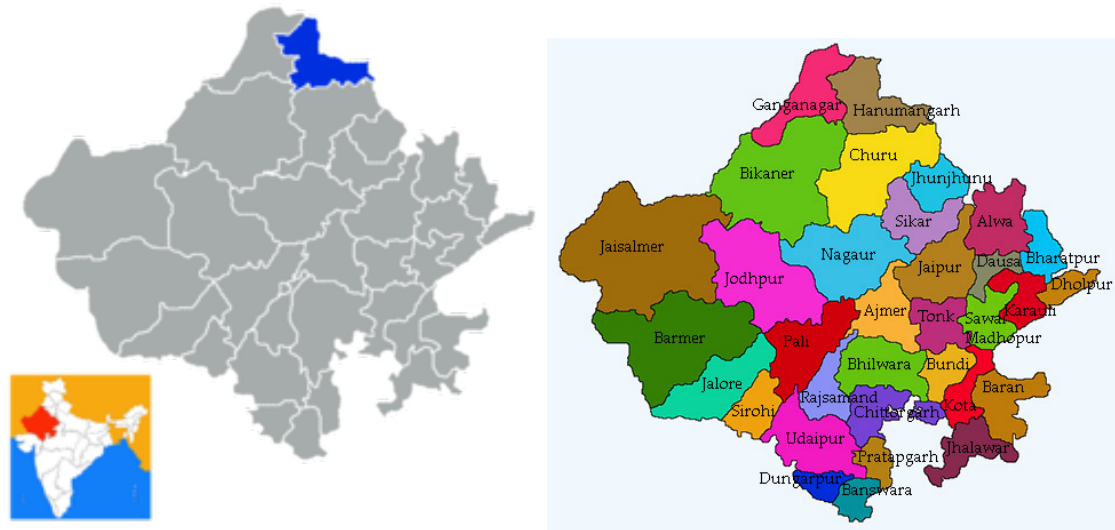 Ganganagar
Hanumangarh
Churu
Bikaner
Jhunjhunu
Sikar
Alwa
Jaisalmer
Nagaur
Jaipur
Dausa
Bharatpur
Jodhpur
Dholpur
Ajmer
Tonk
Sawai
Karauli
Barmer
Pali
Madhopur
Bhilwara
Bundi
Jalore
Rajsamand
Baran
Sirohi
Chittorgarh
Kota
Udaipur
Pratapgarh
Jhalawar
Dungarpur
Banswara